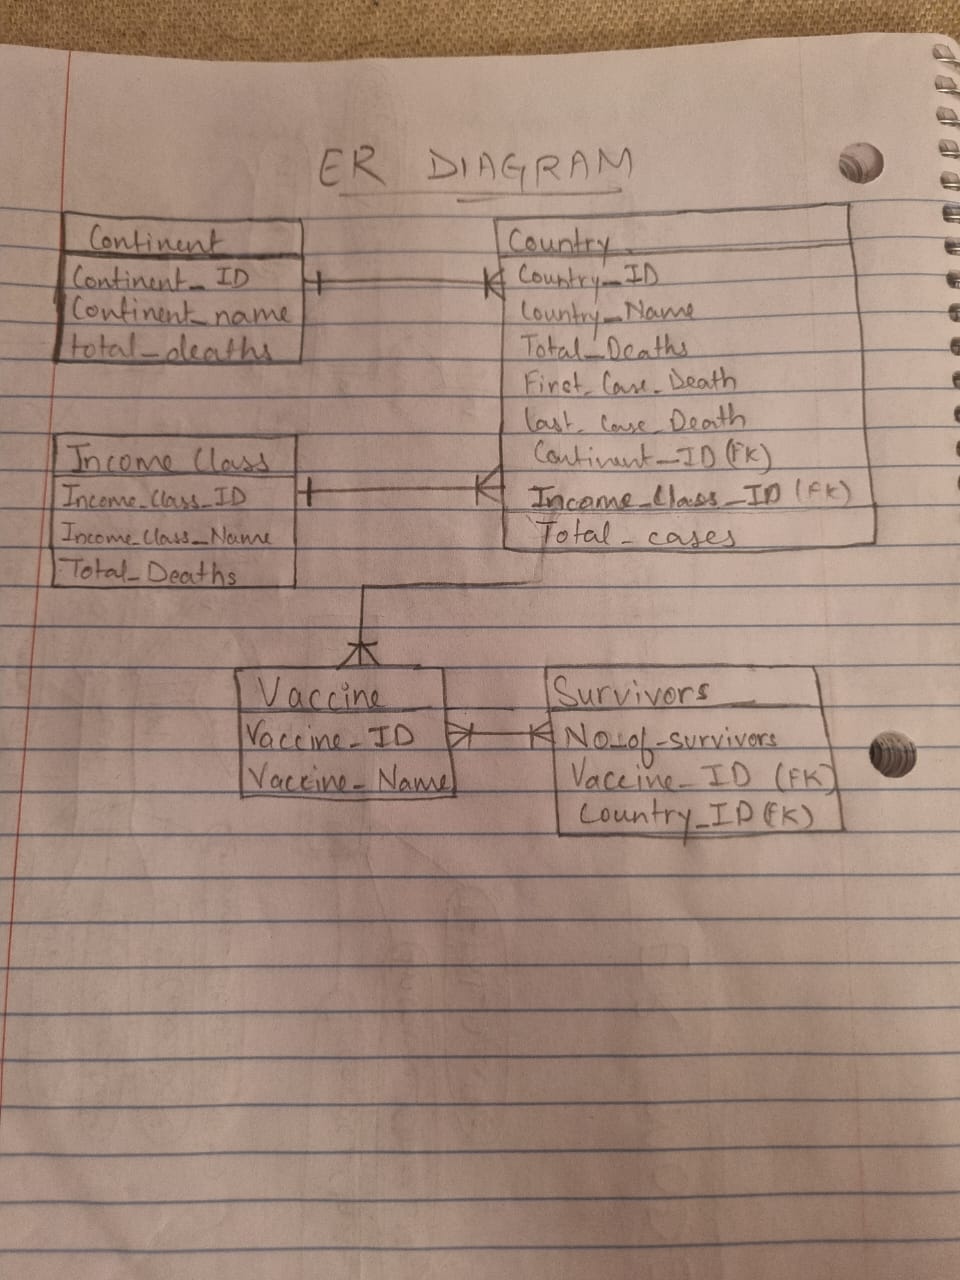 ER DIAGRAM
Continent
Continent_ID
Continent_name
total_deaths
Country
Country_ID
Country_Name
Total_Deaths
First_Case_Death
Last_Case_Death
Continent_ID (FK)
Income_Class_ID (FK)
Total_cases
Income Class
Income_Class_ID
Income_Class_Name
Total_Deaths
Vaccine
Vaccine_ID
Vaccine_Name
Survivors
No_of_survivors
Vaccine_ID (FK)
Country_ID (FK)